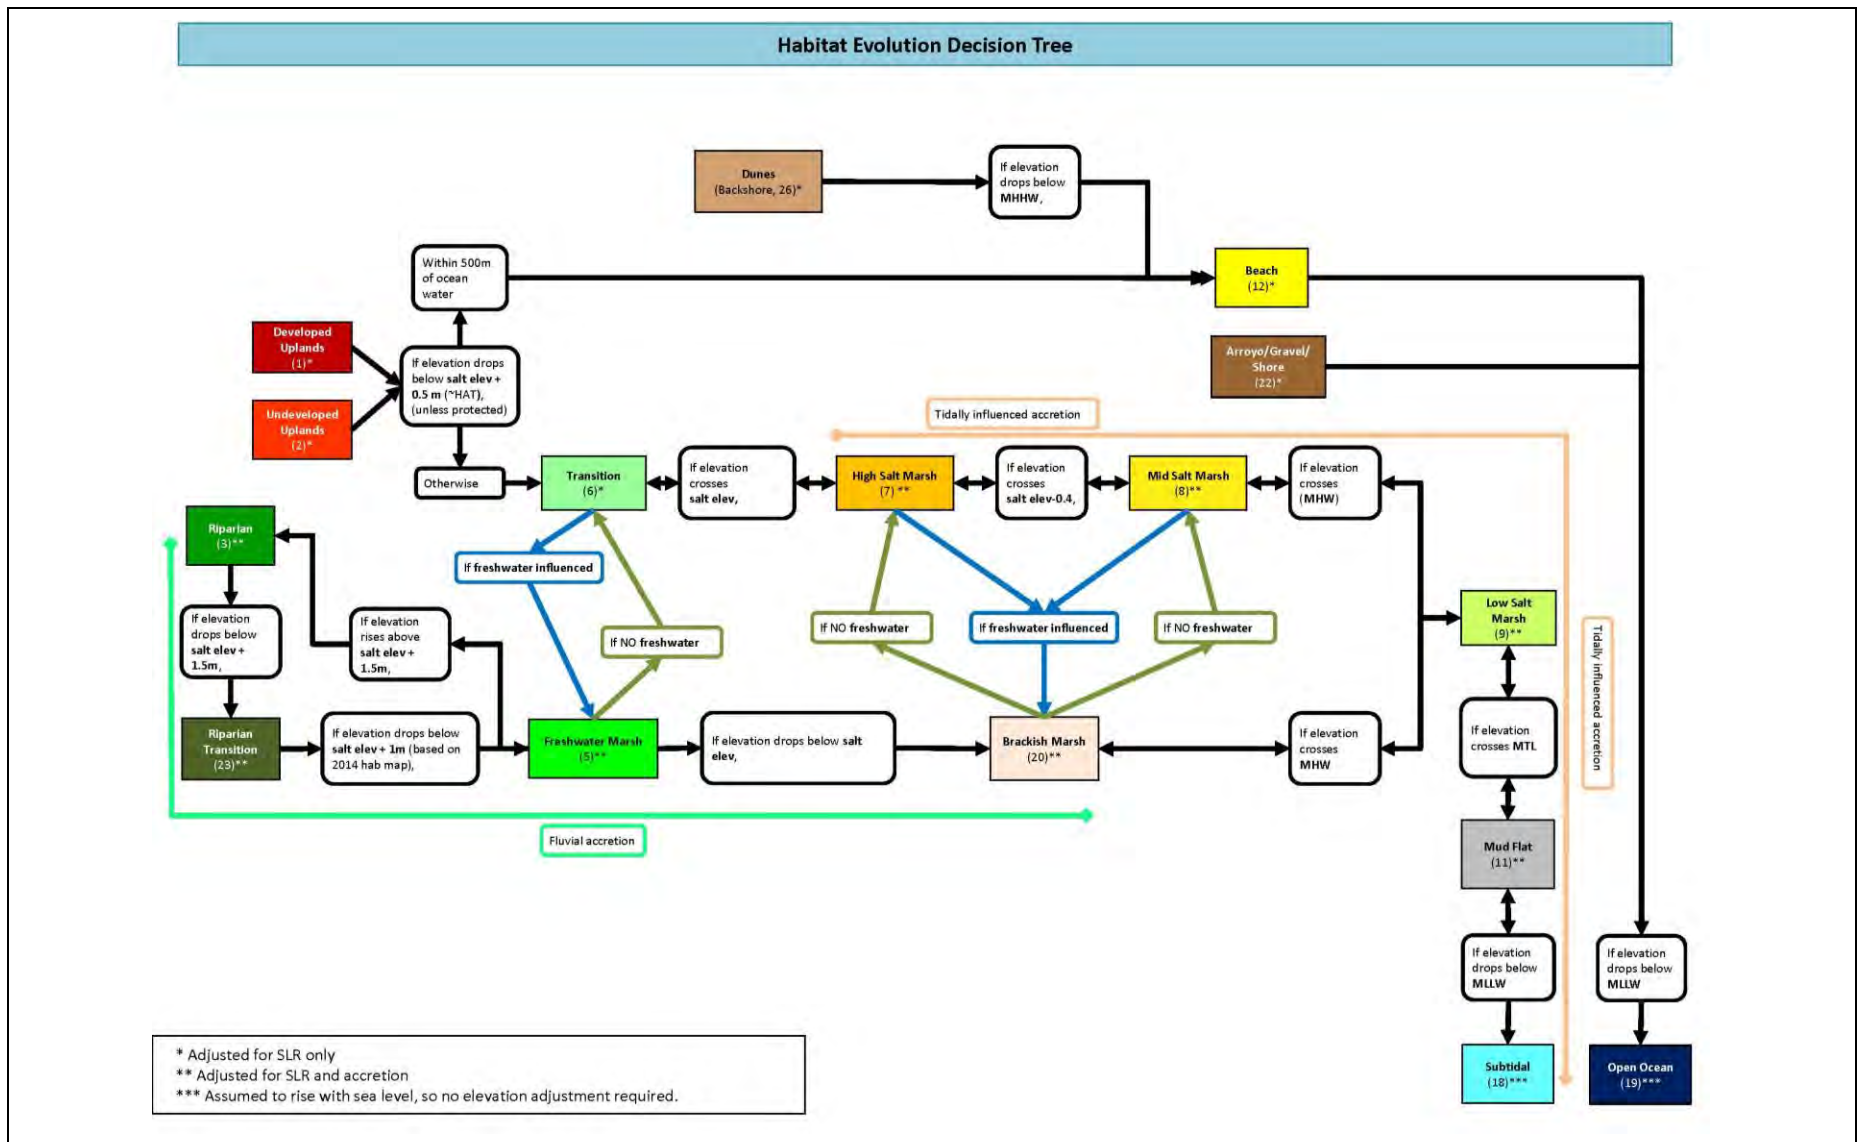 Habitat Evolution Decision Tree
Dunes
(Backshore, 26)*
If elevation
drops below
MHHW,
Within 500m
of ocean
water
Beach
(12)*
Developed
Uplands
(1)*
If elevation drops
below salt elev +
0.5 m (~HAT),
(unless protected)
Arroyo/Gravel/
Shore
(22)*
Undeveloped
Uplands
(2)*
Tidally influenced accretion
Otherwise
Transition
(6)*
If elevation
crosses
salt elev,
High Salt Marsh
(7) **
If elevation
crosses
salt elev-0.4,
Mid Salt Marsh
(8)**
If elevation
crosses
(MHW)
Riparian
(3)**
If freshwater influenced
If elevation
drops below
salt elev +
1.5m,
If elevation
rises above
salt elev +
1.5m,
If NO freshwater
If NO freshwater
If freshwater influenced
If NO freshwater
Low Salt
Marsh
(9)**
Tidally influenced accretion
Riparian
Transition
(23)**
If elevation drops below
salt elev + 1m (based on
2014 hab map),
Freshwater Marsh
(5)**
If elevation drops below salt
elev,
Brackish Marsh
(20)**
If elevation
crosses
MHW
If elevation
crosses MTL
Fluvial accretion
Mud Flat
(11)**
If elevation
drops below
MLLW
If elevation
drops below
MLLW
Subtidal
(18)***
Open Ocean
(19)***
* Adjusted for SLR only
** Adjusted for SLR and accretion
*** Assumed to rise with sea level, so no elevation adjustment required.